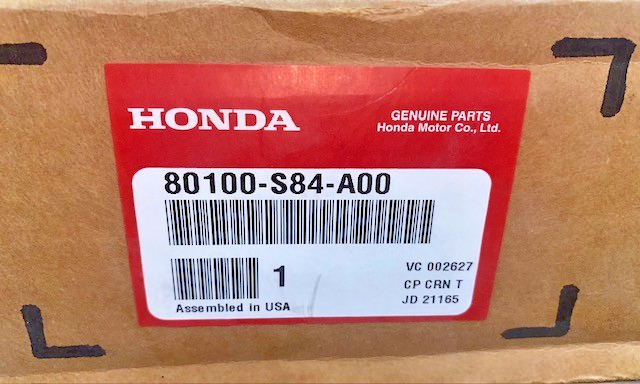 HONDA
GENUINE PARTS
Honda Motor Co., Ltd.
80100-S84-A00
1
VC 002627
CP CRN T
JD 21165
Assembled in USA